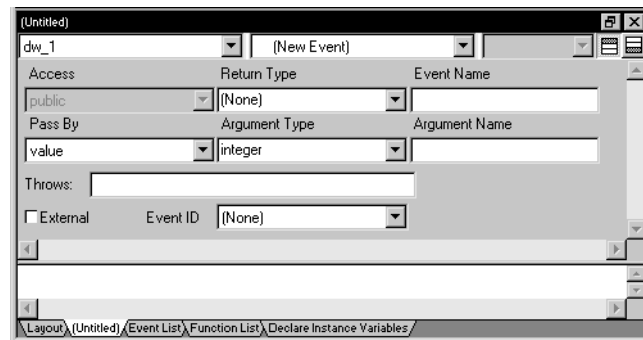 (Untitled)
dw_1 (New Event)
Access Return Type Event Name
public (None)
Pass By Argument Type Argument Name
value integer
Throws:
External Event ID (None)
Layout (Untitled) Event List Function List Declare Instance Variables